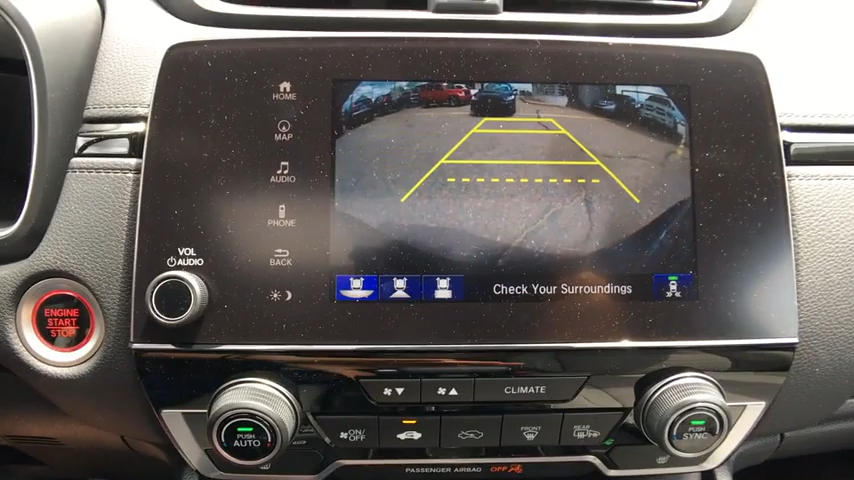 HOME
MAP
AUDIO
PHONE
BACK
VOL
AUDIO
ENGINE
START
STOP
Check Your Surroundings
CLIMATE
PUSH
AUTO
ON/
OFF
FRONT
REAR
PUSH
SYNC
PASSENGER AIRBAG OFF